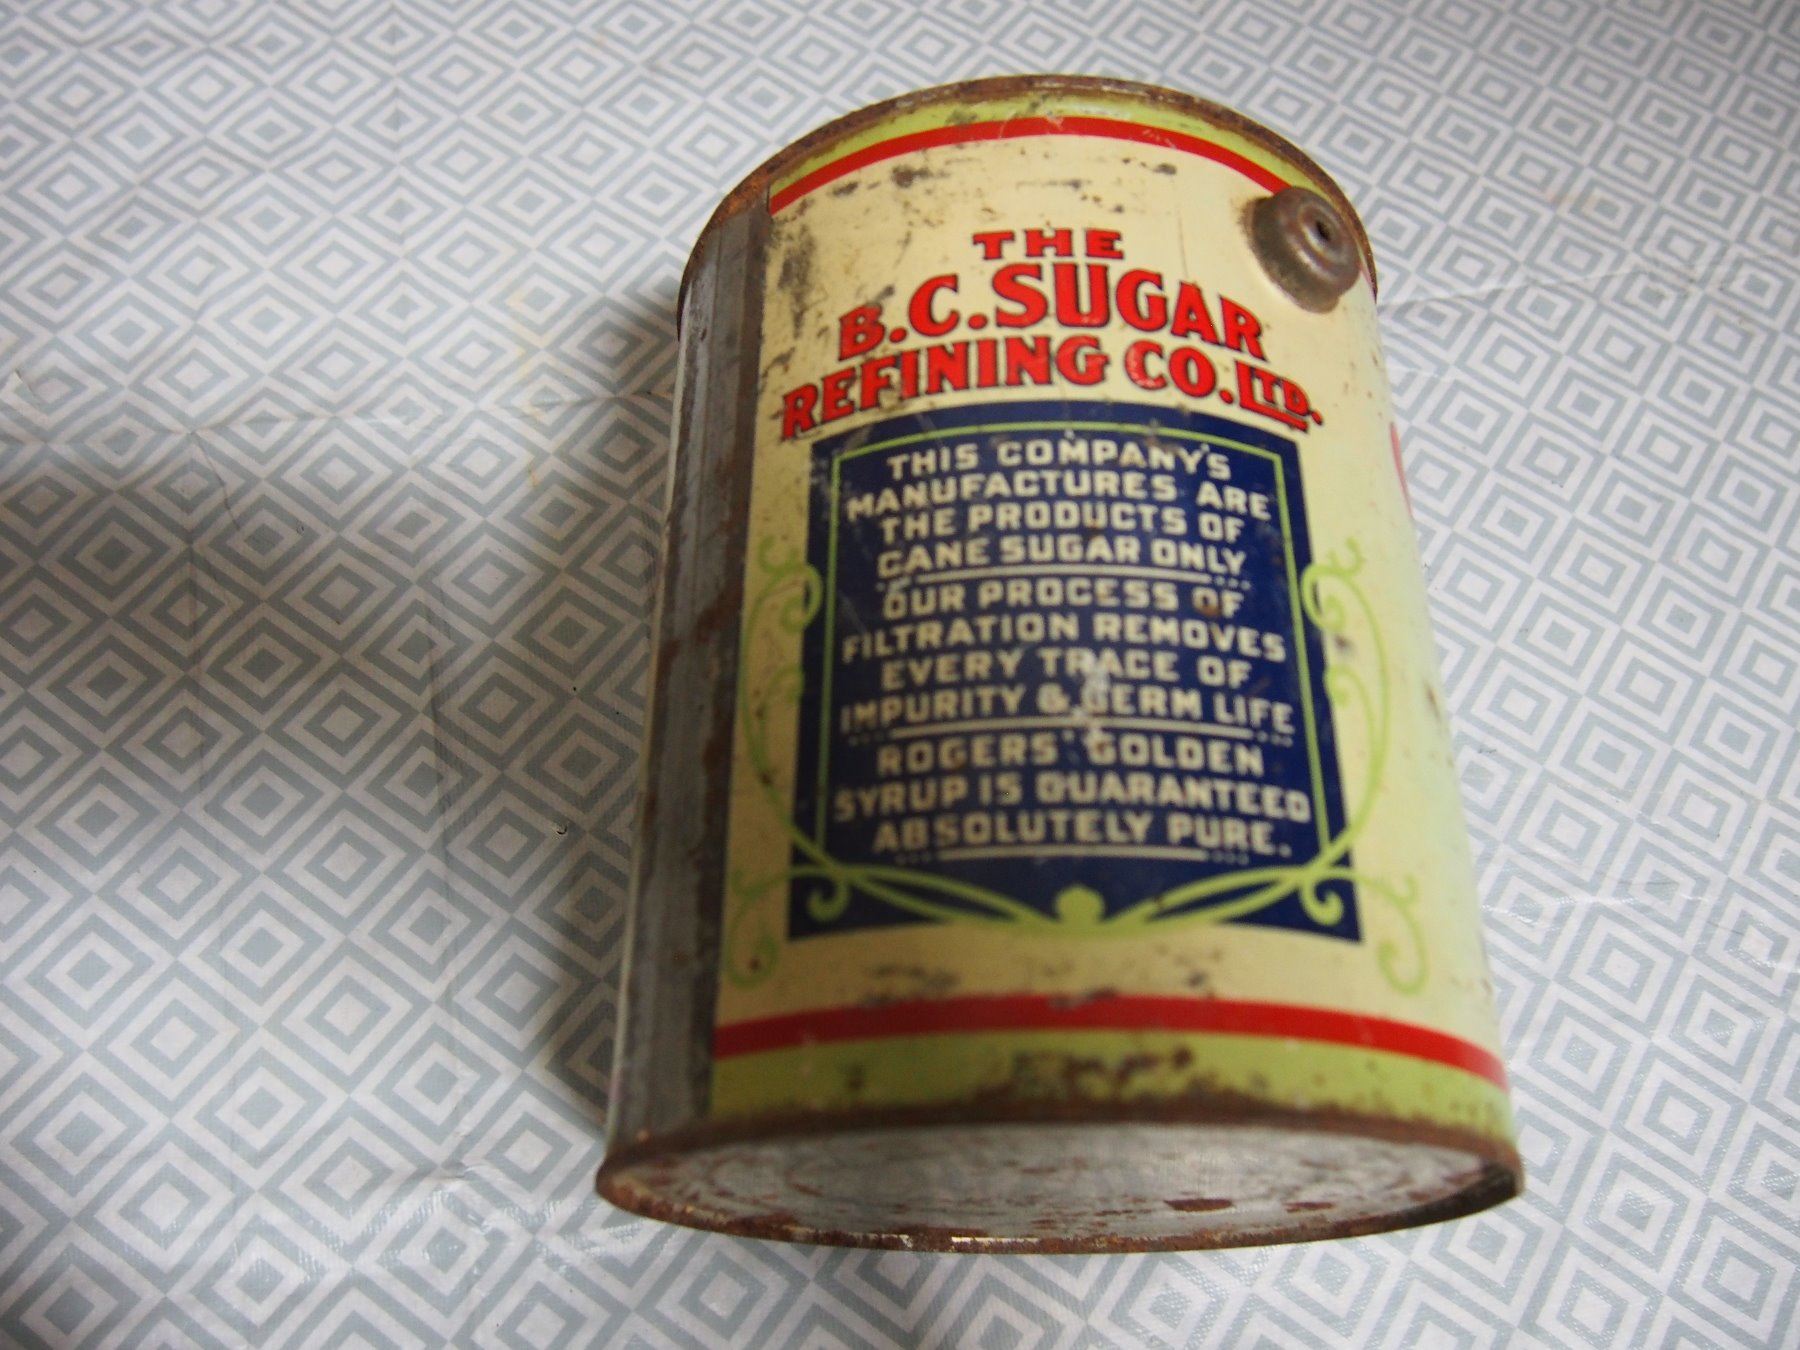 THE
B.C. SUGAR
REFINING CO. LTD.
THIS COMPANY'S
MANUFACTURES ARE
THE PRODUCTS OF
CANE SUGAR ONLY
OUR PROCESS OF
FILTRATION REMOVES
EVERY TRACE OF
IMPURITY & GERM LIFE
ROGERS' GOLDEN
SYRUP IS GUARANTEED
ABSOLUTELY PURE.